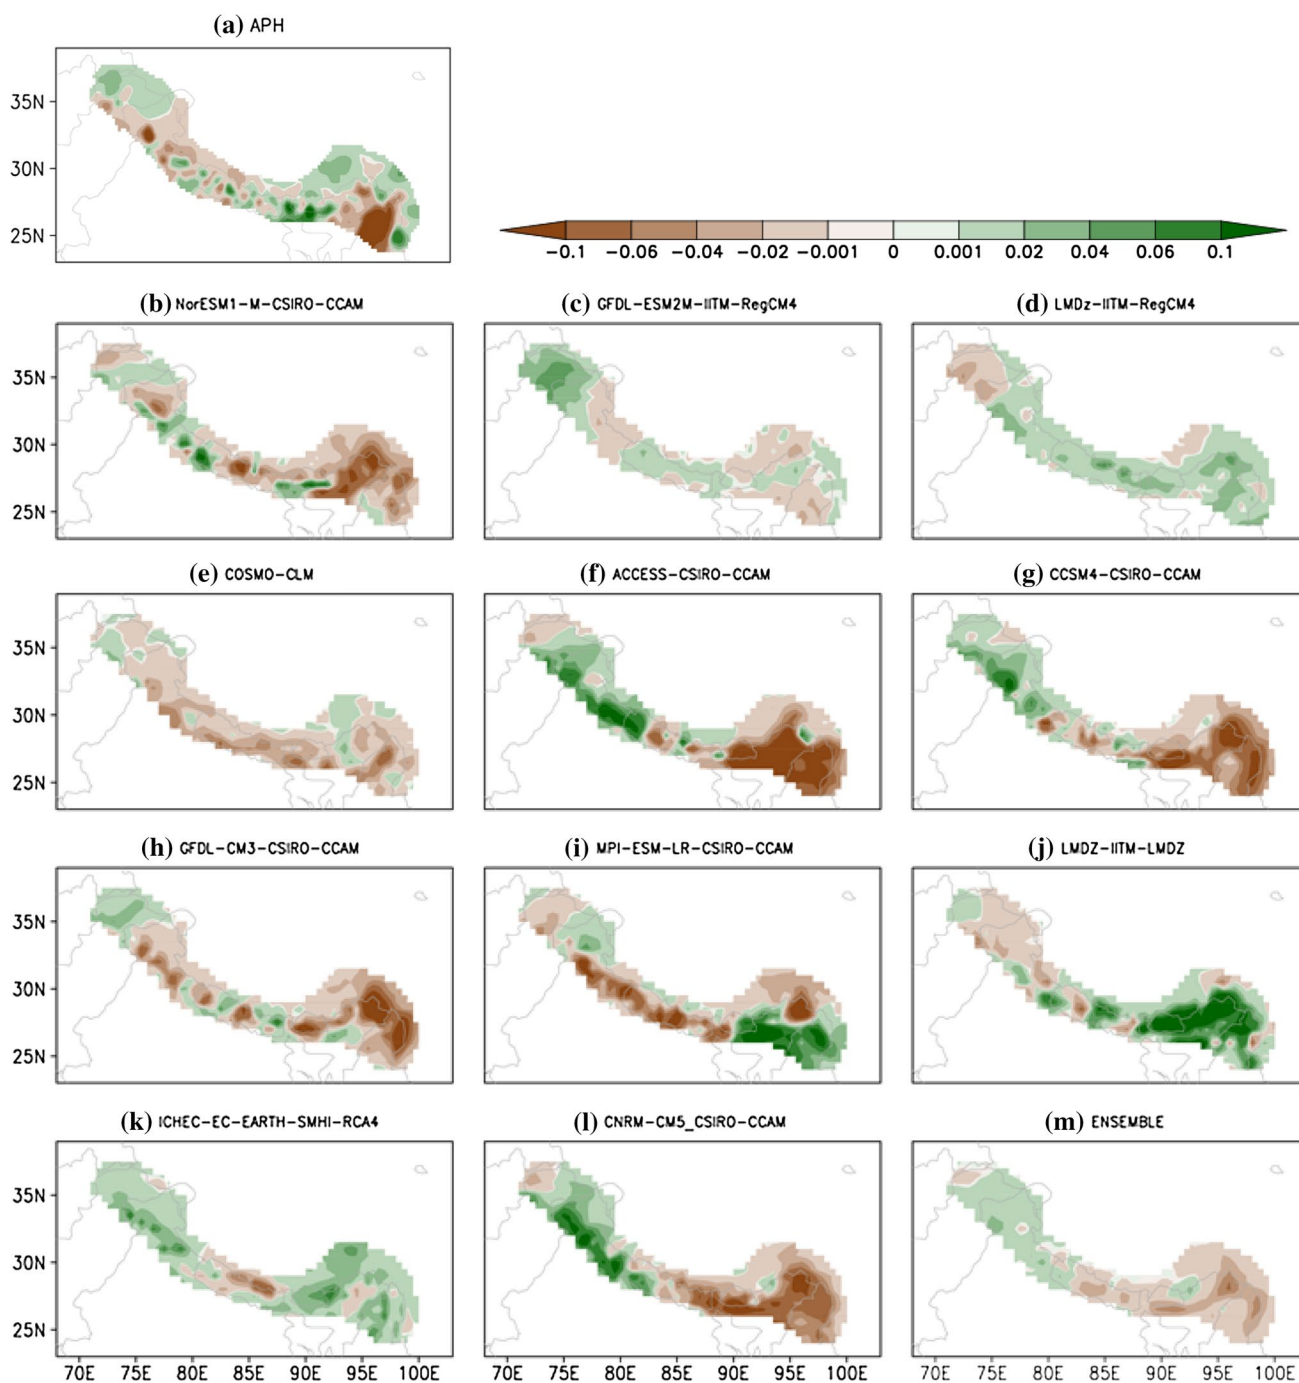 (a) APH
35N
30N
25N
-0.1 -0.06 -0.04 -0.02 -0.001 0 0.001 0.02 0.04 0.06 0.1
(b) NorESM1-M-CSIRO-CCAM (c) GFDL-ESM2M-IITM-RegCM4 (d) LMDz-IITM-RegCM4
35N
30N
25N
(e) COSMO-CLM (f) ACCESS-CSIRO-CCAM (g) CCSM4-CSIRO-CCAM
35N
30N
25N
(h) GFDL-CM3-CSIRO-CCAM (i) MPI-ESM-LR-CSIRO-CCAM (j) LMDZ-IITM-LMDZ
35N
30N
25N
(k) ICHEC-EC-EARTH-SMHI-RCA4 (l) CNRM-CM5_CSIRO-CCAM (m) ENSEMBLE
35N
30N
25N
70E 75E 80E 85E 90E 95E 100E 70E 75E 80E 85E 90E 95E 100E 70E 75E 80E 85E 90E 95E 100E